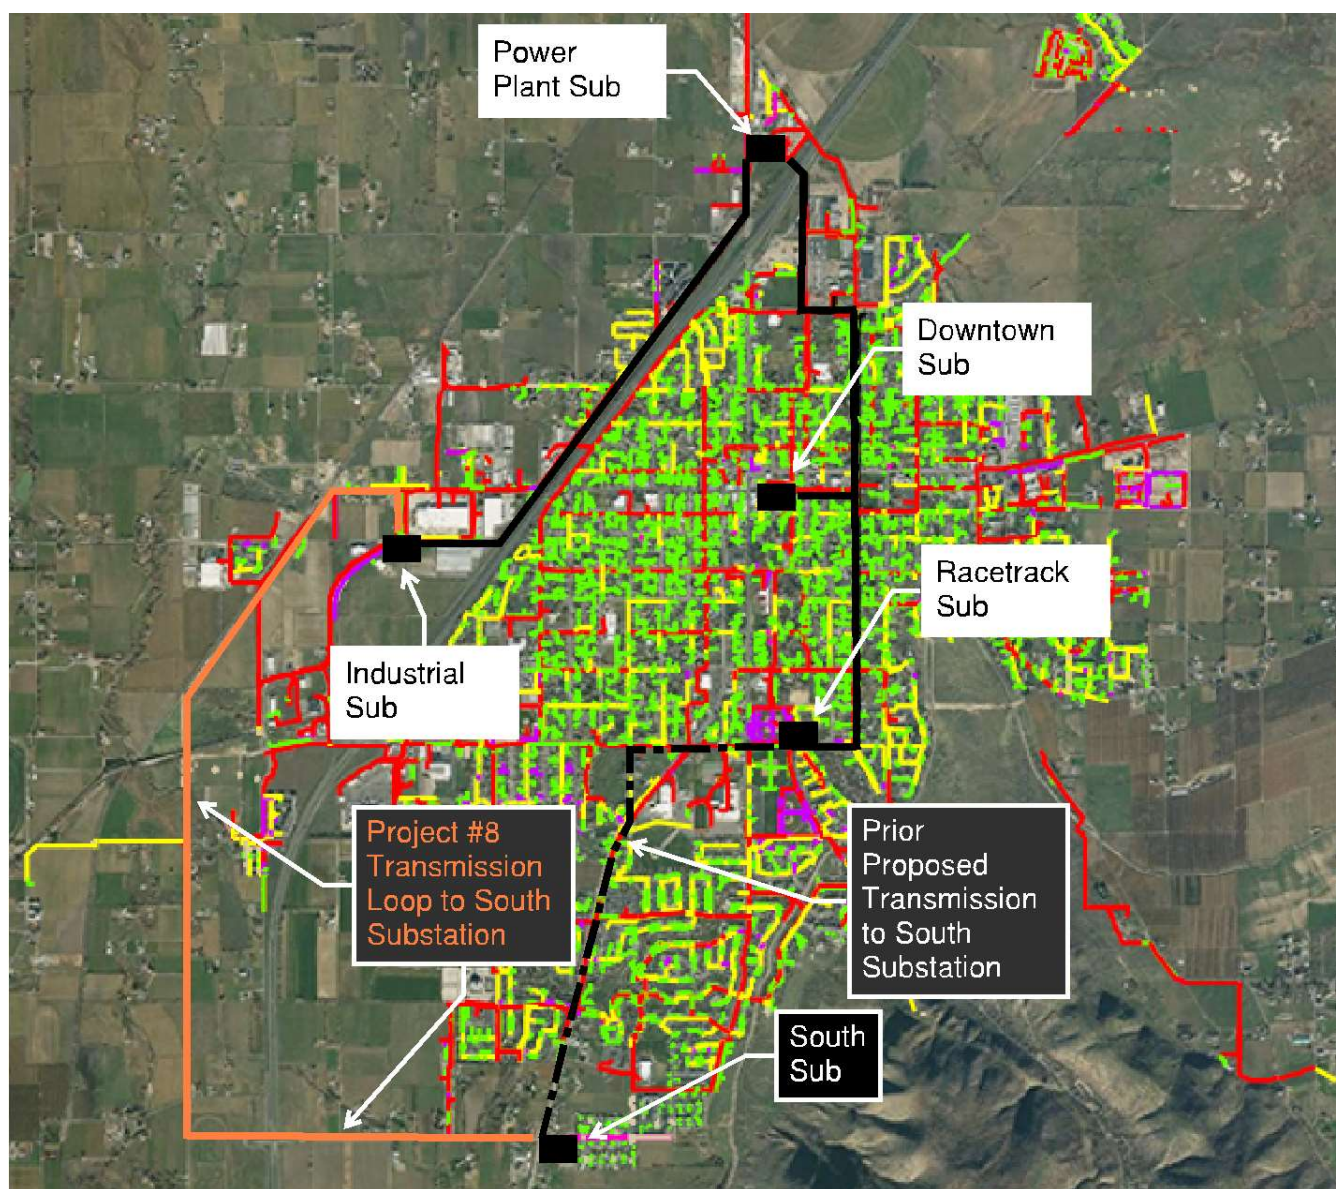 Power
Plant Sub
Downtown
Sub
Racetrack
Sub
Industrial
Sub
Project #8
Transmission
Loop to South
Substation
Prior
Proposed
Transmission
to South
Substation
South
Sub